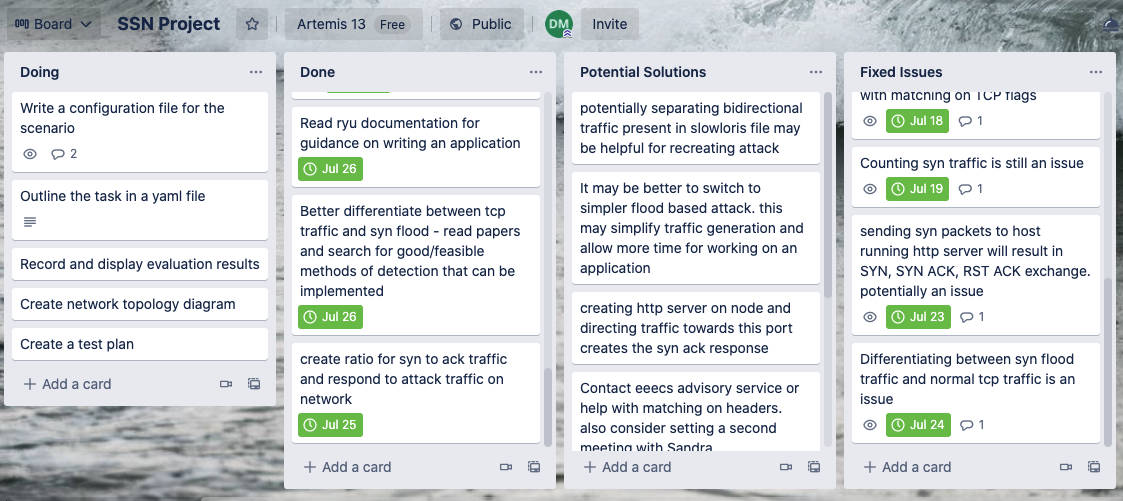 Board
SSN Project
Artemis 13 Free
Public
DM
Invite
Doing
Write a configuration file for the
scenario
2
Outline the task in a yaml file
Record and display evaluation results
Create network topology diagram
Create a test plan
+ Add a card
Done
Read ryu documentation for
guidance on writing an application
Jul 26
Better differentiate between tcp
traffic and syn flood - read papers
and search for good/feasible
methods of detection that can be
implemented
Jul 26
create ratio for syn to ack traffic
and respond to attack traffic on
network
Jul 25
+ Add a card
Potential Solutions
potentially separating bidirectional
traffic present in slowloris file may
be helpful for recreating attack
It may be better to switch to
simpler flood based attack. this
may simplify traffic generation and
allow more time for working on an
application
creating http server on node and
directing traffic towards this port
creates the syn ack response
Contact eeecs advisory service or
help with matching on headers.
also consider setting a second
meeting with Sandra
+ Add a card
Fixed Issues
with matching on TCP flags
Jul 18 1
Counting syn traffic is still an issue
Jul 19 1
sending syn packets to host
running http server will result in
SYN, SYN ACK, RST ACK exchange.
potentially an issue
Jul 23 1
Differentiating between syn flood
traffic and normal tcp traffic is an
issue
Jul 24 1
+ Add a card